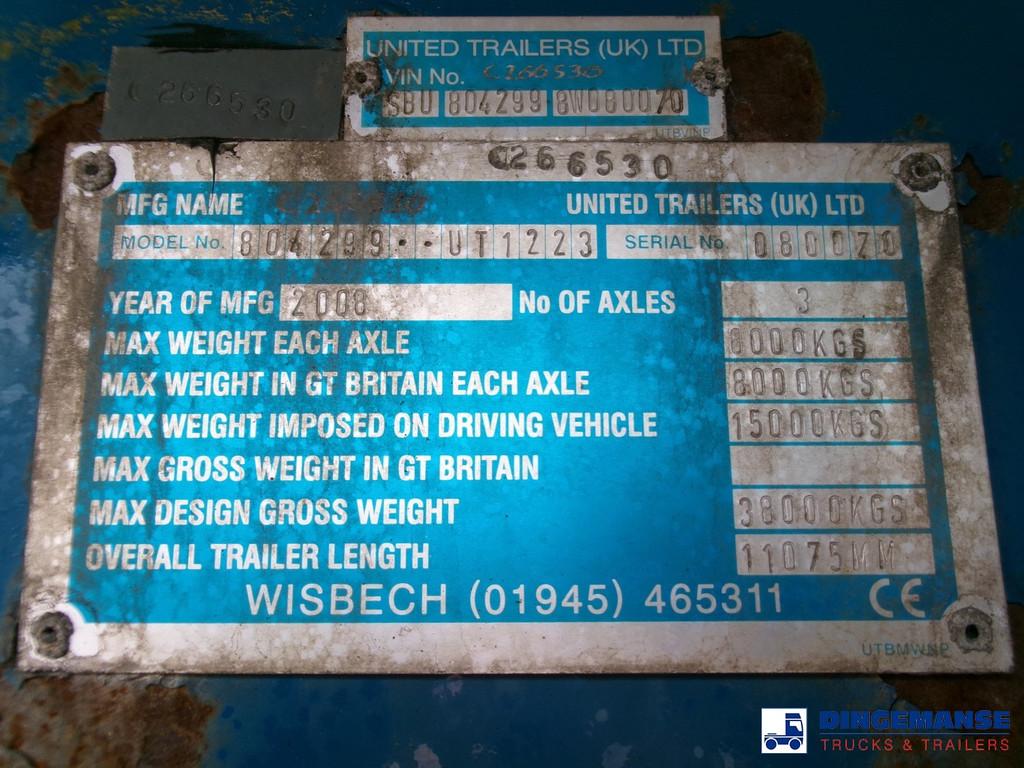 C266530
UNITED TRAILERS (UK) LTD
VIN No. C266530
SBU 804299 8W080070
UTBVINP
C266530
MFG NAME UNITED TRAILERS (UK) LTD
MODEL No. 804299--UT1223 SERIAL No. 080070
YEAR OF MFG 2008 No OF AXLES 3
MAX WEIGHT EACH AXLE 8000KGS
MAX WEIGHT IN GT BRITAIN EACH AXLE 8000KGS
MAX WEIGHT IMPOSED ON DRIVING VEHICLE 15000KGS
MAX GROSS WEIGHT IN GT BRITAIN
MAX DESIGN GROSS WEIGHT 38000KGS
OVERALL TRAILER LENGTH 11075MM
WISBECH (01945) 465311 CE
DINGEMANSE
TRUCKS & TRAILERS